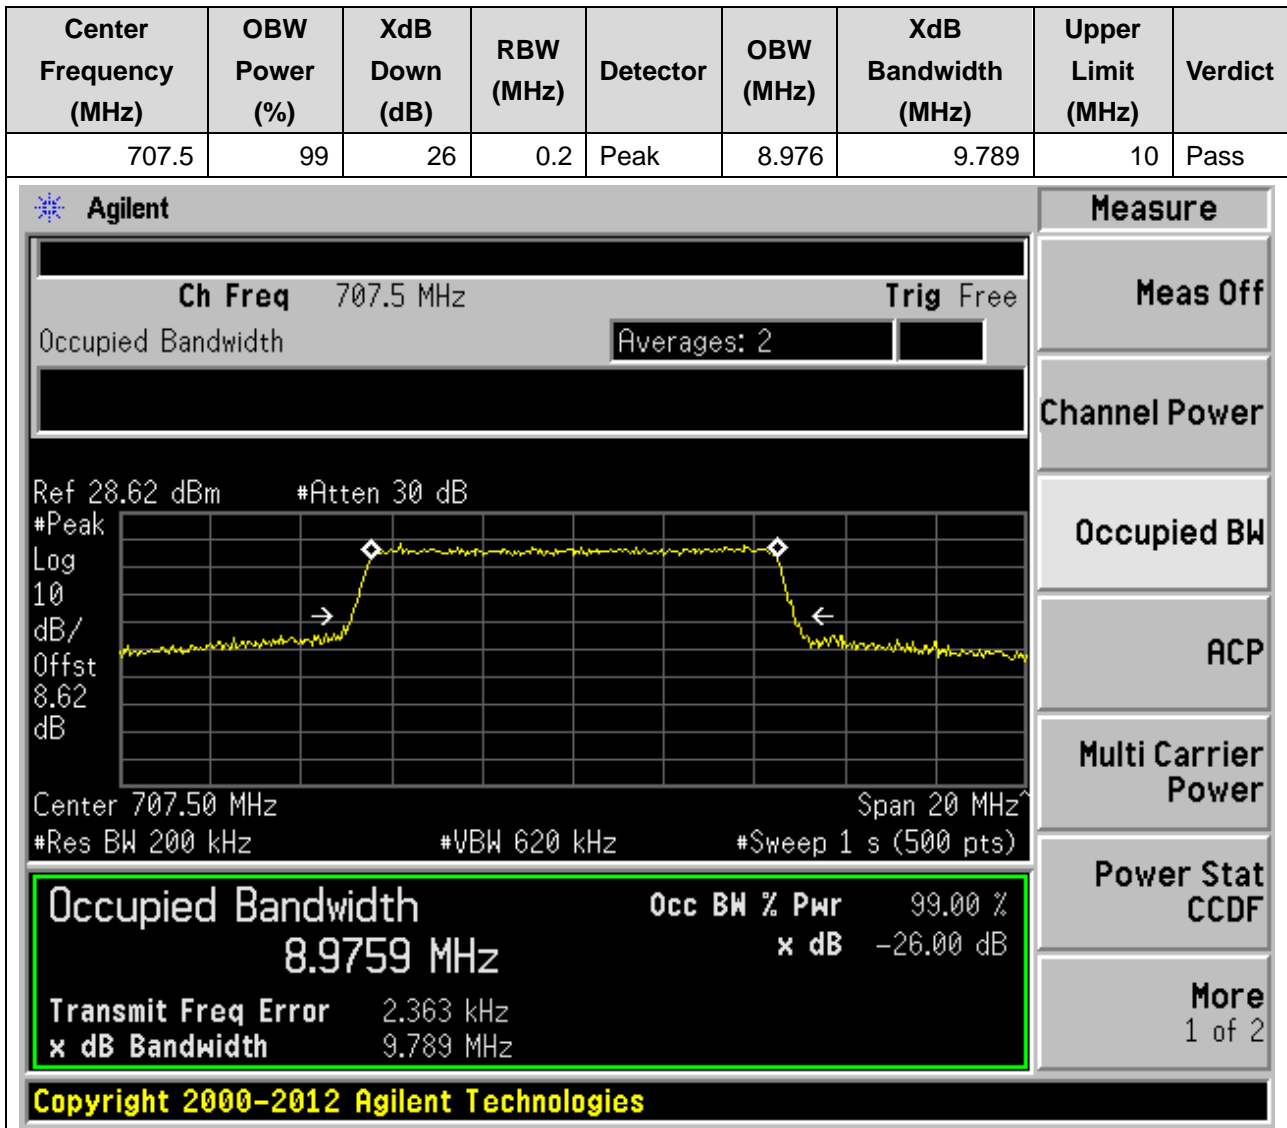 Center Frequency (MHz) OBW Power (%) XdB Down (dB) RBW (MHz) Detector OBW (MHz) XdB Bandwidth (MHz) Upper Limit (MHz) Verdict
707.5 99 26 0.2 Peak 8.976 9.789 10 Pass
Agilent
Measure
Ch Freq 707.5 MHz Trig Free
Occupied Bandwidth Averages: 2
Meas Off
Channel Power
Occupied BW
ACP
Multi Carrier
Power
Power Stat
CCDF
More
1 of 2
Ref 28.62 dBm #Atten 30 dB
#Peak
Log
10
dB/
Offst
8.62
dB
Center 707.50 MHz Span 20 MHz^
#Res BW 200 kHz #VBW 620 kHz #Sweep 1 s (500 pts)
Occupied Bandwidth Occ BW % Pwr 99.00 %
8.9759 MHz x dB -26.00 dB
Transmit Freq Error 2.363 kHz
x dB Bandwidth 9.789 MHz
Copyright 2000-2012 Agilent Technologies